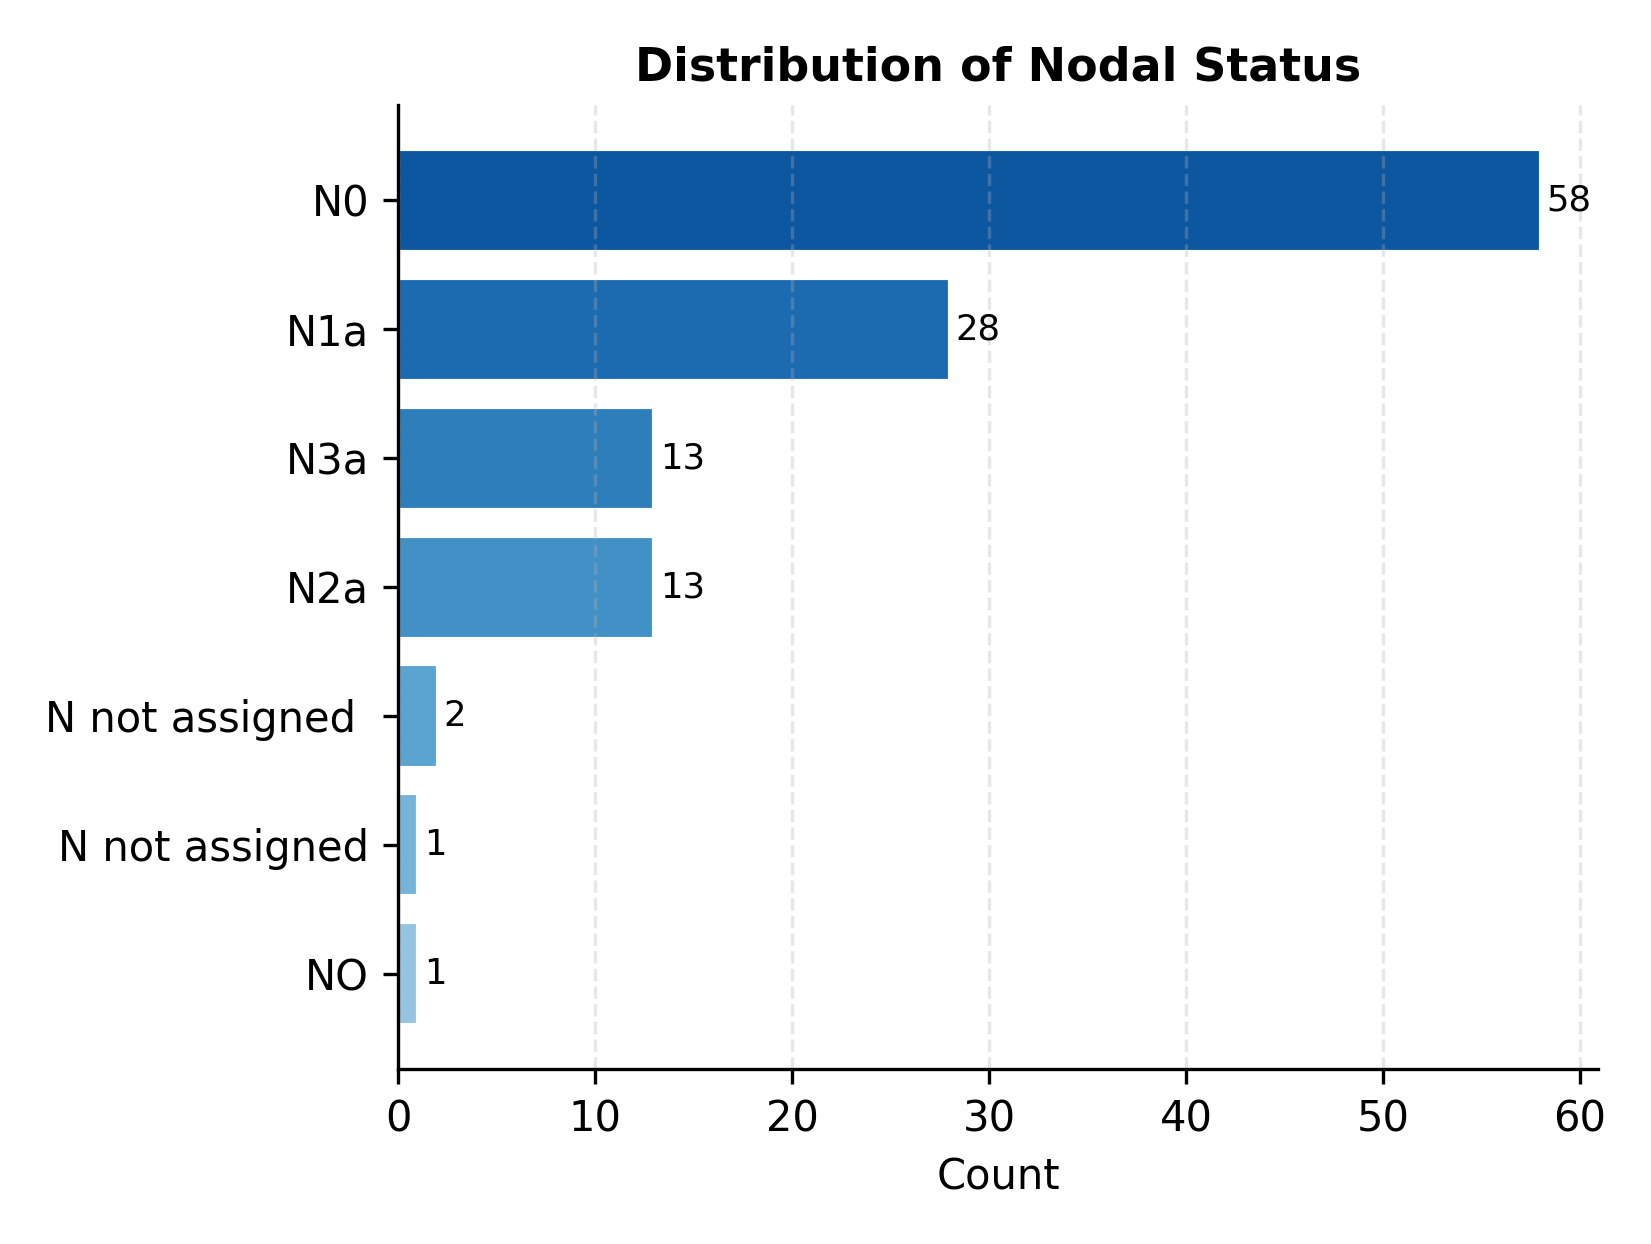 Distribution of Nodal Status
N0 58
N1a 28
N3a 13
N2a 13
N not assigned 2
N not assigned 1
NO 1
0 10 20 30 40 50 60
Count